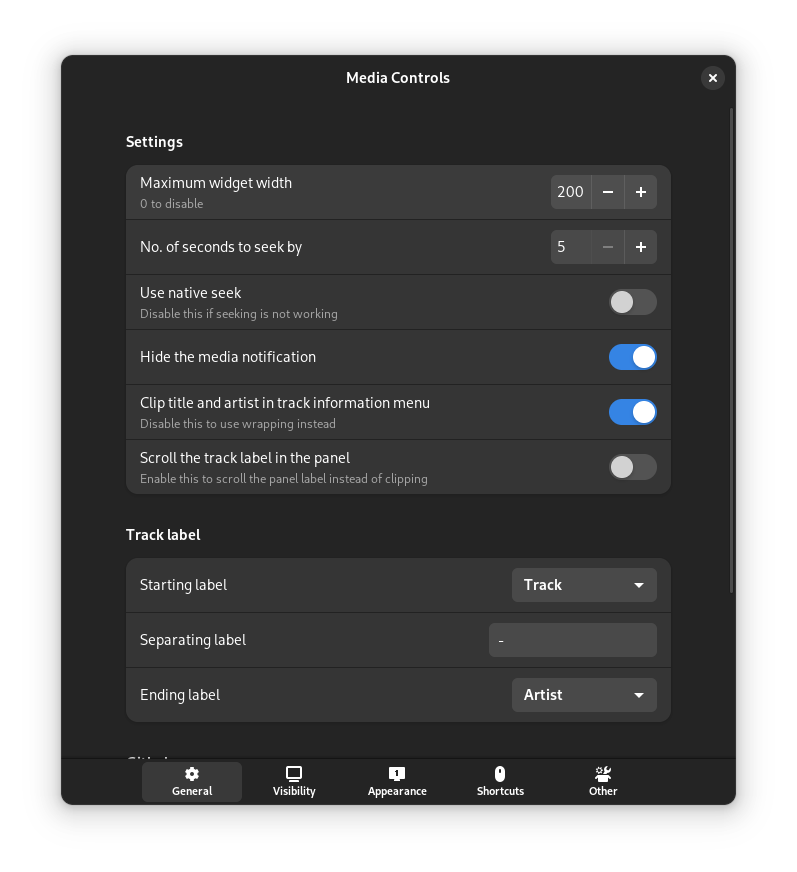 Media Controls
Settings
Maximum widget width
0 to disable
200
No. of seconds to seek by
5
Use native seek
Disable this if seeking is not working
Hide the media notification
Clip title and artist in track information menu
Disable this to use wrapping instead
Scroll the track label in the panel
Enable this to scroll the panel label instead of clipping
Track label
Starting label
Track
Separating label
-
Ending label
Artist
General
Visibility
Appearance
Shortcuts
Other